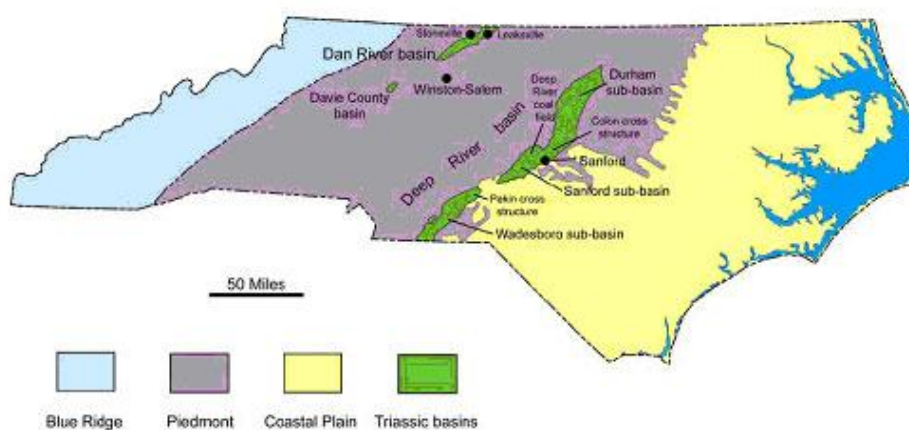 Stoneville
Leaksville
Dan River basin
Winston-Salem
Davie County
basin
Deep
River
coal
field
Durham
sub-basin
Colon cross
structure
Deep River basin
Sanford
Sanford sub-basin
Pekin cross
structure
Wadesboro sub-basin
50 Miles
Blue Ridge
Piedmont
Coastal Plain
Triassic basins